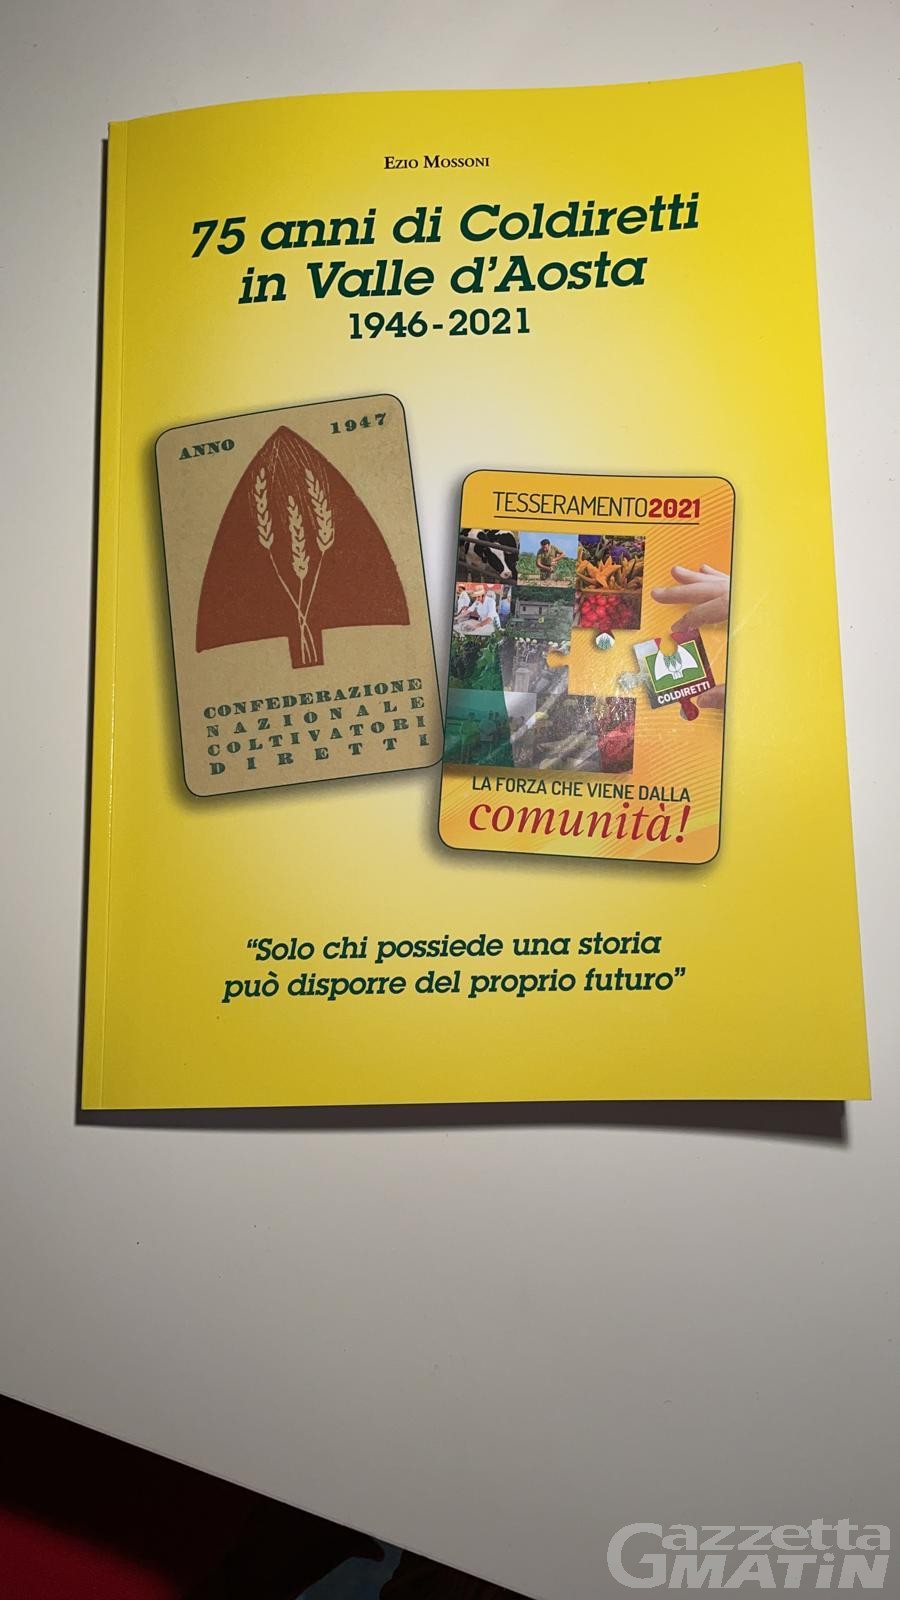 EZIO MOSSONI
75 anni di Coldiretti
in Valle d'Aosta
1946-2021
ANNO 1947
CONFEDERAZIONE
NAZIONALE
COLTIVATORI
DIRETTI
TESSERAMENTO2021
COLDIRETTI
LA FORZA CHE VIENE DALLA
comunità!
“Solo chi possiede una storia
può disporre del proprio futuro”
Gazzetta
MATIN